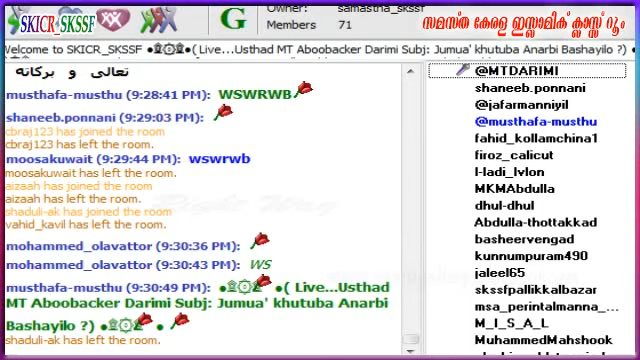 SKICR_SKSSF
Owner: samastha_skssf
Members 71
സമസ്ത കേരള ഇസ്ലാമിക് ക്ലാസ്സ് റൂം
Welcome to SKICR_SKSSF ●۩۞۩●( Live...Usthad MT Aboobacker Darimi Subj: Jumua' khutuba Anarbi Bashayilo ?) ●۩
تعالى و بركاته
musthafa-musthu (9:28:41 PM): WSWRWB
shaneeb.ponnani (9:29:03 PM):
cbraj123 has joined the room
cbraj123 has left the room.
moosakuwait (9:29:44 PM): wswrwb
moosakuwait has left the room.
aizaah has joined the room
aizaah has left the room.
shaduli-ak has joined the room
vahid_kavil has left the room.
mohammed_olavattor (9:30:36 PM):
mohammed_olavattor (9:30:43 PM): WS
musthafa-musthu (9:30:49 PM): ●۩۞۩ ●( Live...Usthad
MT Aboobacker Darimi Subj: Jumua' khutuba Anarbi
Bashayilo ?) ●۩۞۩ ●
shaduli-ak has left the room.
@MTDARIMI
shaneeb.ponnani
@jafarmanniyil
@musthafa-musthu
fahid_kollamchina1
firoz_calicut
l-ladi_lvlon
MKMAbdulla
dhul-dhul
Abdulla-thottakkad
basheervengad
kunnumpuram490
jaleel65
skssfpallikkalbazar
msa_perintalmanna_...
M_I_S_A_L
MuhammedMahshook